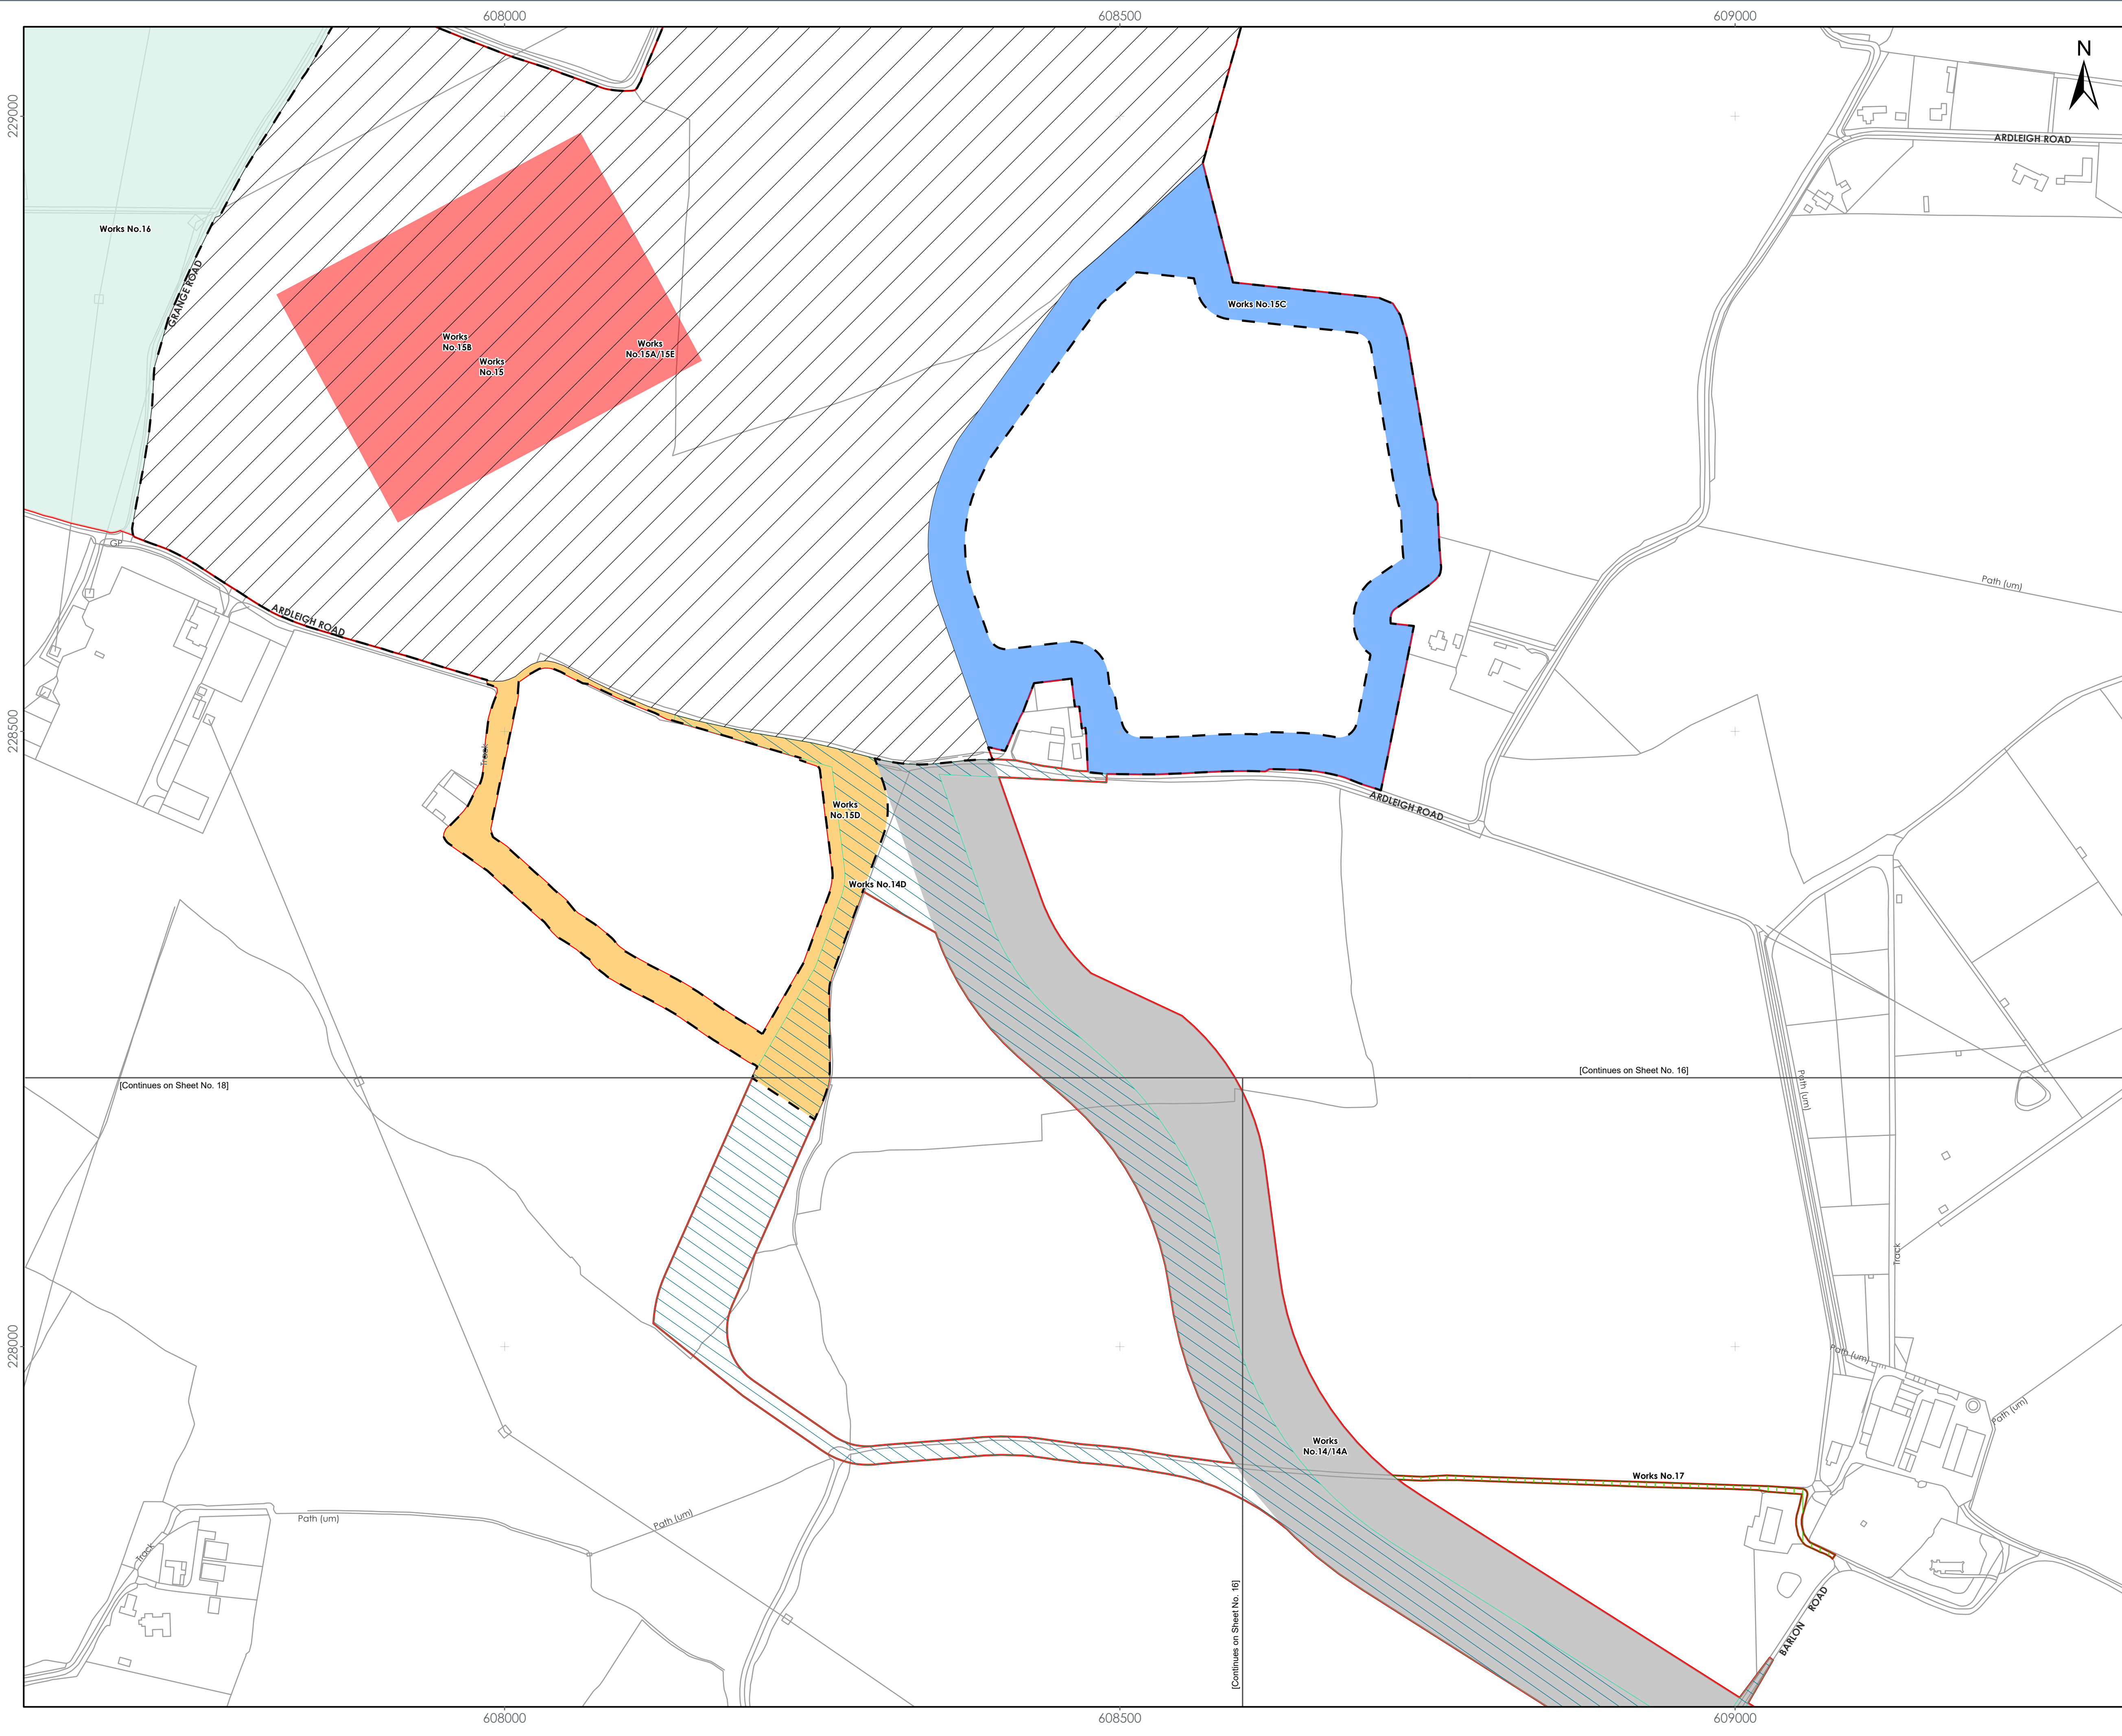 608000
608500
609000
N
229000
ARDLEIGH ROAD
Works No.16
GRANGE ROAD
Works No.15C
Works
No.15B
Works
No.15
Works
No.15A/15E
GP
Path (um)
ARDLEIGH ROAD
228500
Track
Works
No.15D
ARDLEIGH ROAD
Works No.14D
[Continues on Sheet No. 18]
[Continues on Sheet No. 16]
Path (um)
Track
228000
Path (um)
Path (um)
Works
No.14/14A
Works No.17
Path (um)
Path (um)
Track
[Continues on Sheet No. 16]
BARLON ROAD
608000
608500
609000